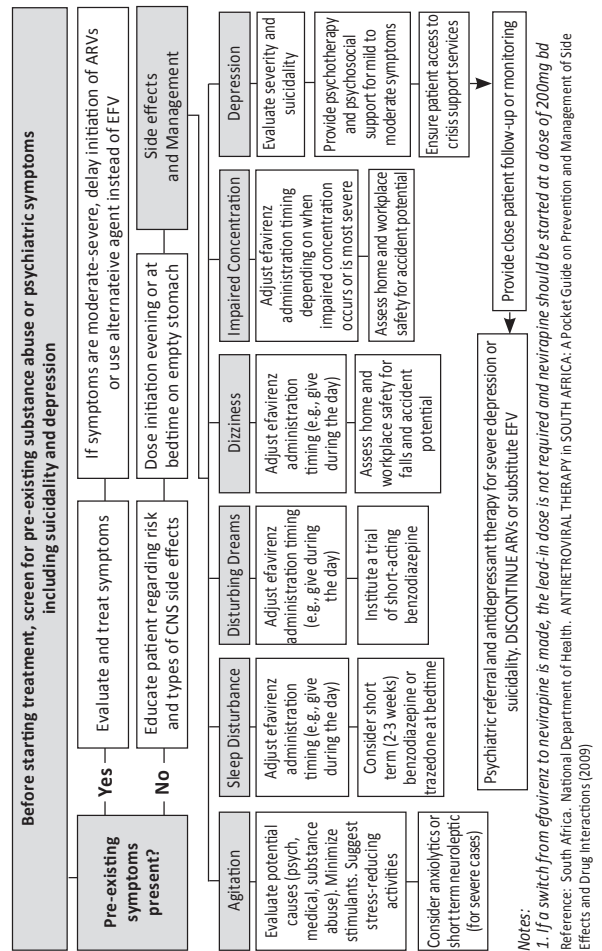 Before starting treatment, screen for pre-existing substance abuse or psychiatric symptoms
including suicidality and depression
Pre-existing
symptoms
present?
Yes
Evaluate and treat symptoms
If symptoms are moderate-severe, delay initiation of ARVs
or use alternateive agent instead of EFV
No
Educate patient regarding risk
and types of CNS side effects
Dose initiation evening or at
bedtime on empty stomach
Side effects
and Management
Agitation
Evaluate potential
causes (psych,
medical, substance
abuse). Minimize
stimulants. Suggest
stress-reducing
activities
Consider anxiolytics or
short term neuroleptic
(for severe cases)
Sleep Disturbance
Adjust efavirenz
administration
timing (e.g., give
during the day)
Consider short
term (2-3 weeks)
benzodiazepine or
trazedone at bedtime
Disturbing Dreams
Adjust efavirenz
administration timing
(e.g., give during
the day)
Institute a trial
of short-acting
benzodiazepine
Dizziness
Adjust efavirenz
administration
timing (e.g., give
during the day)
Assess home and
workplace safety for
falls and accident
potential
Impaired Concentration
Adjust efavirenz
administration timing
depending on when
impaired concentration
occurs or is most severe
Assess home and workplace
safety for accident potential
Depression
Evaluate severity and
suicidality
Provide psychotherapy
and psychosocial
support for mild to
moderate symptoms
Ensure patient access to
crisis support services
Provide close patient follow-up or monitoring
Psychiatric referral and antidepressant therapy for severe depression or
suicidality. DISCONTINUE ARVs or substitute EFV
Notes:
1. If a switch from efavirenz to nevirapine is made, the lead-in dose is not required and nevirapine should be started at a dose of 200mg bd
Reference: South Africa. National Department of Health. ANTIRETROVIRAL THERAPY in SOUTH AFRICA: A Pocket Guide on Prevention and Management of Side
Effects and Drug Interactions (2009)